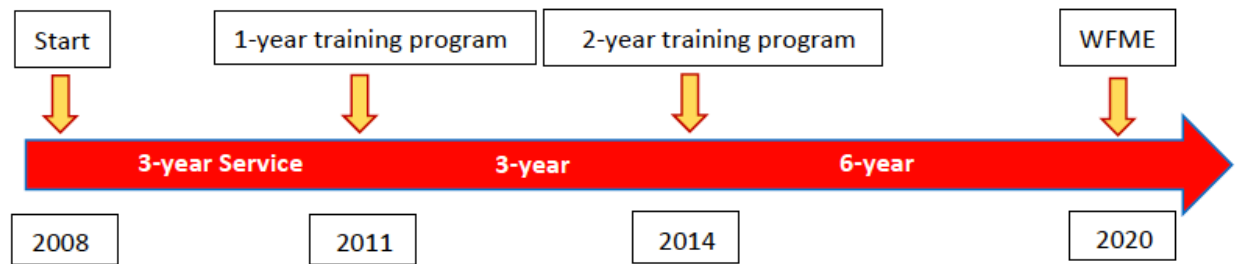 Start
1-year training program
2-year training program
WFME
3-year Service
3-year
6-year
2008
2011
2014
2020